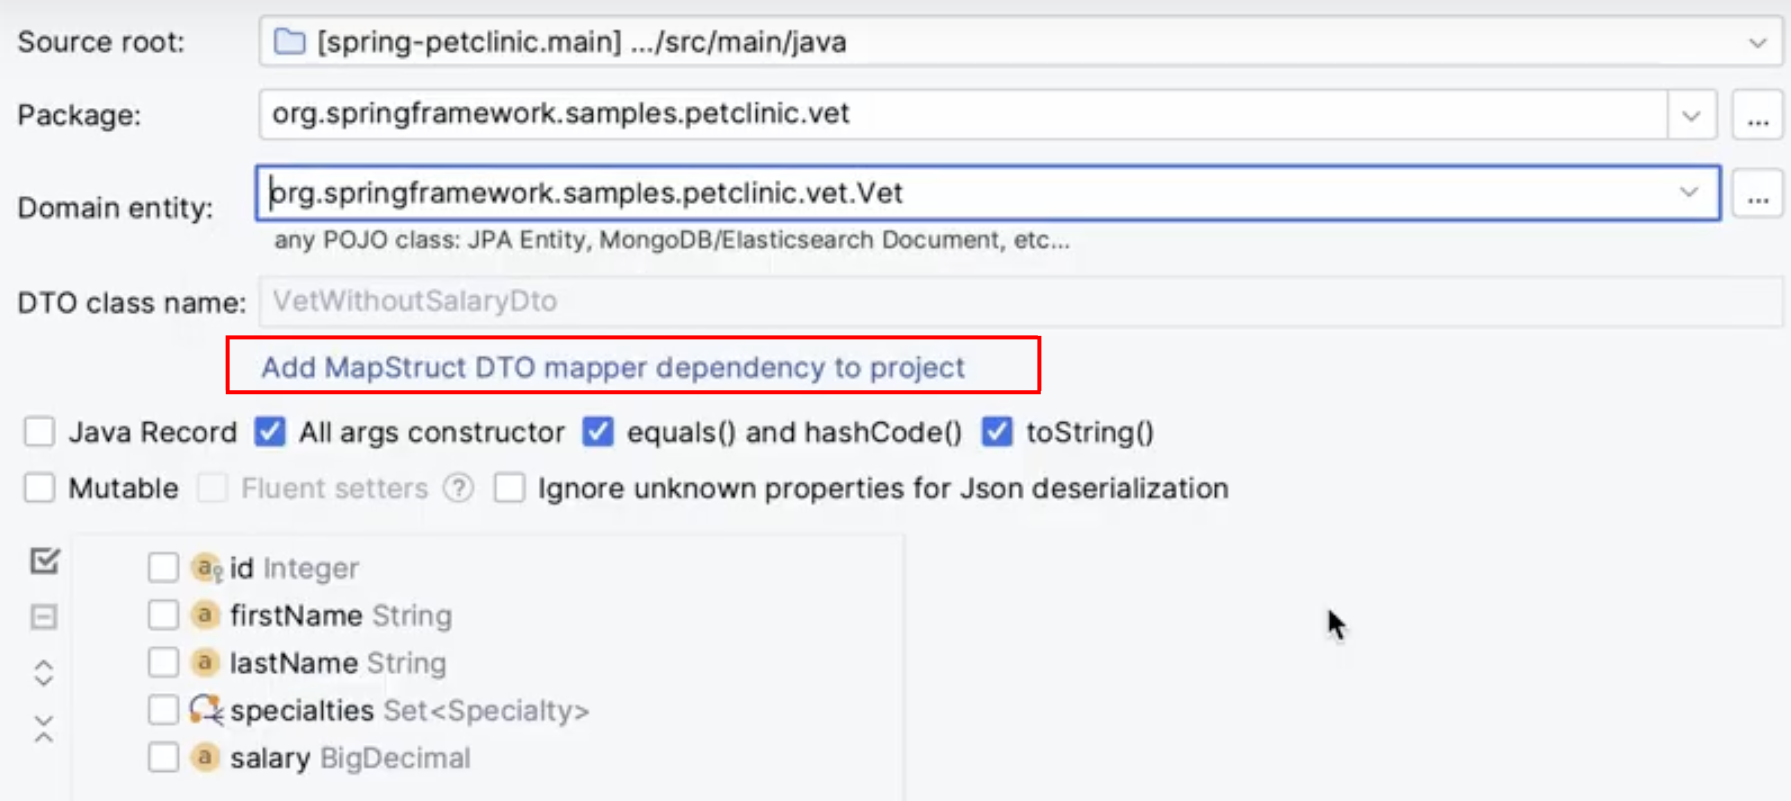 Source root: [spring-petclinic.main] .../src/main/java
Package: org.springframework.samples.petclinic.vet ...
Domain entity: org.springframework.samples.petclinic.vet.Vet ...
any POJO class: JPA Entity, MongoDB/Elasticsearch Document, etc...
DTO class name: VetWithoutSalaryDto
Add MapStruct DTO mapper dependency to project
Java Record All args constructor equals() and hashCode() toString()
Mutable Fluent setters ? Ignore unknown properties for Json deserialization
a id Integer
a firstName String
a lastName String
specialties Set<Specialty>
a salary BigDecimal